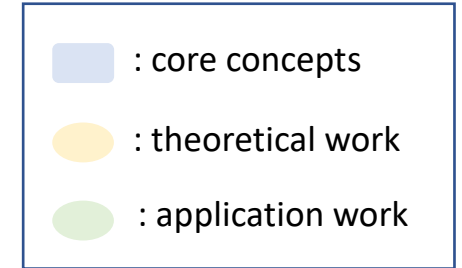 : core concepts
: theoretical work
: application work